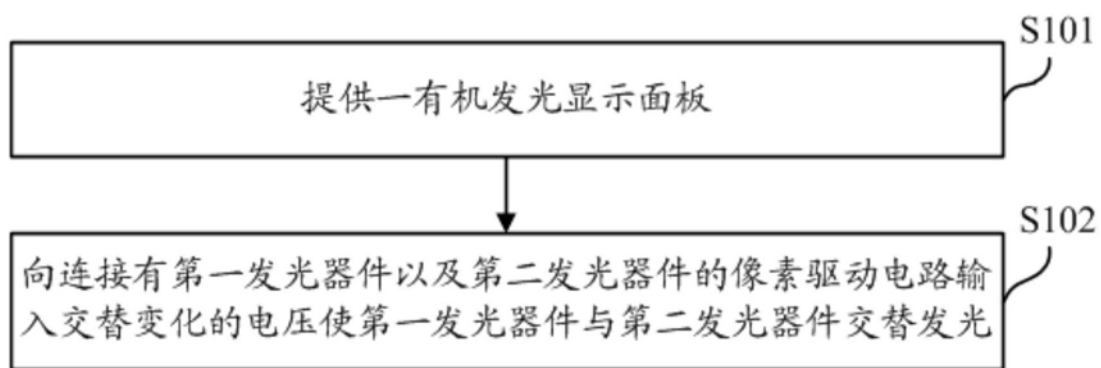 S101
提供一有机发光显示面板
S102
向连接有第一发光器件以及第二发光器件的像素驱动电路输
入交替变化的电压使第一发光器件与第二发光器件交替发光